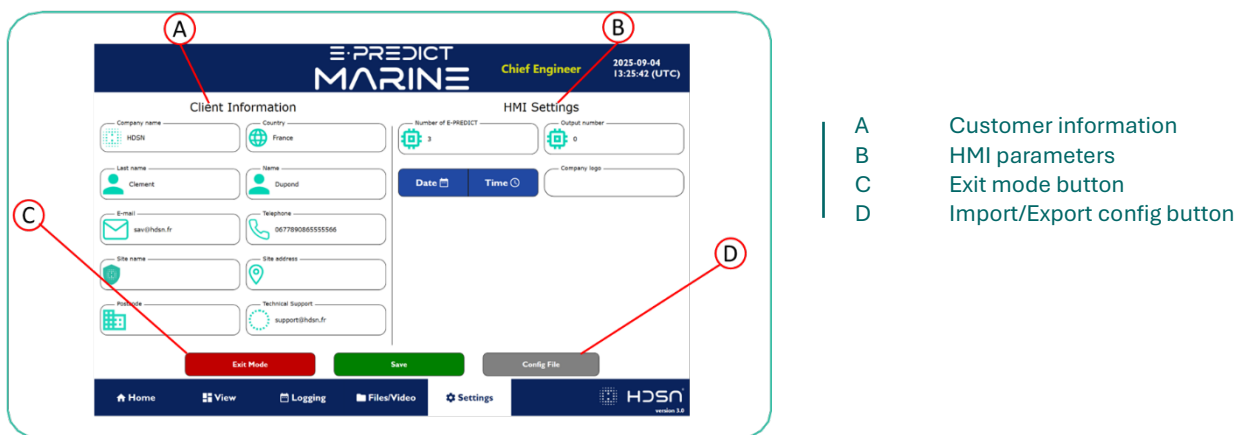 A
B
E·PREDICT
MARINE
Chief Engineer
2025-09-04
13:25:42 (UTC)
Client Information
HMI Settings
Company name
HDSN
Country
France
Number of E-PREDICT
3
Output number
0
Last name
Clement
Name
Dupond
Date
Time
Company logo
C
E-mail
sav@hdsn.fr
Telephone
0677890865555566
D
Site name
Site address
Postcode
Technical Support
support@hdsn.fr
Exit Mode
Save
Config File
Home
View
Logging
Files/Video
Settings
HDSN
version 5.0
A Customer information
B HMI parameters
C Exit mode button
D Import/Export config button